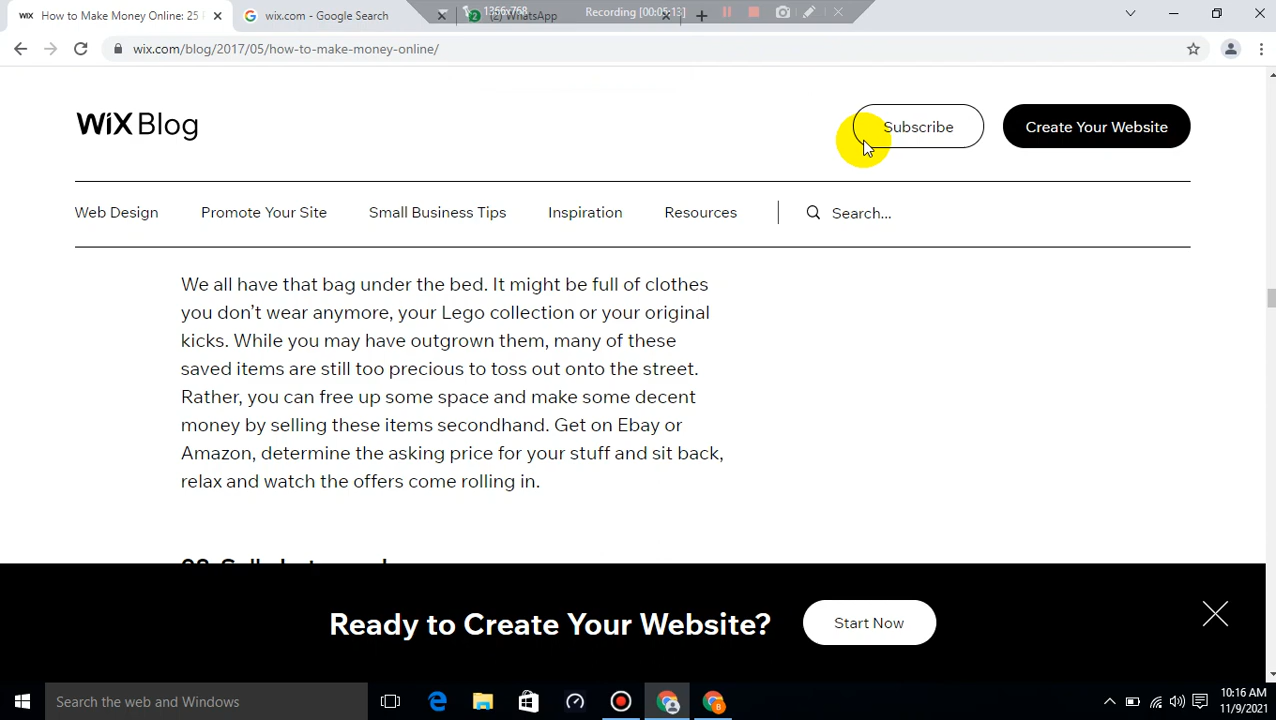 WiX How to Make Money Online: 25 I
wix.com - Google Search
2 (2) WhatsApp
1366x768
Recording [00:05:13]
wix.com/blog/2017/05/how-to-make-money-online/
WiX Blog
Subscribe
Create Your Website
Web Design
Promote Your Site
Small Business Tips
Inspiration
Resources
Search...
We all have that bag under the bed. It might be full of clothes
you don’t wear anymore, your Lego collection or your original
kicks. While you may have outgrown them, many of these
saved items are still too precious to toss out onto the street.
Rather, you can free up some space and make some decent
money by selling these items secondhand. Get on Ebay or
Amazon, determine the asking price for your stuff and sit back,
relax and watch the offers come rolling in.
Ready to Create Your Website?
Start Now
Search the web and Windows
B
10:16 AM
11/9/2021